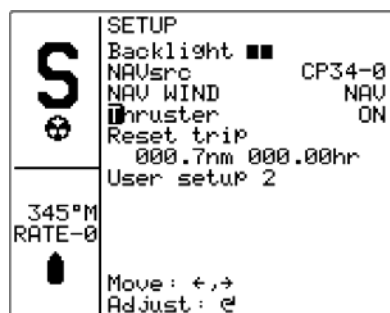 S
345°M
RATE-0
SETUP
Backlight ■■
NAVsrc CP34-0
NAV WIND NAV
Thruster ON
Reset trip
000.7nm 000.00hr
User setup 2
Move: ←,→
Adjust: ↻